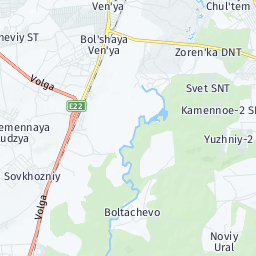 Ven'ya
Chul'tem
neviy ST
Bol'shaya
Ven'ya
Zoren'ka DNT
Volga
Svet SNT
E22
Kamennoe-2 S
emennaya
udzya
Yuzhniy-2
Sovkhozniy
Volga
Boltachevo
Noviy
Ural